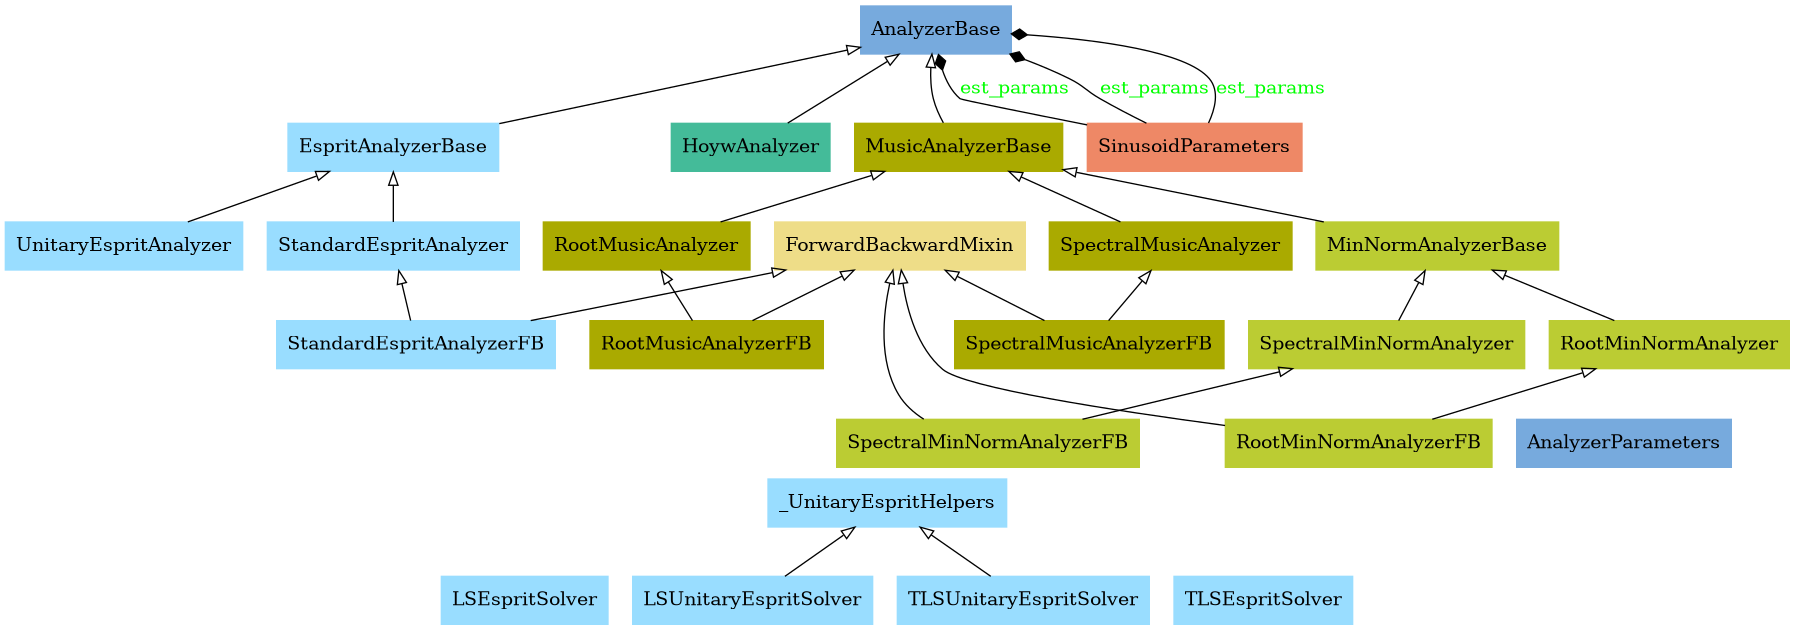 AnalyzerBase
est_params
est_params
est_params
EspritAnalyzerBase
HoywAnalyzer
MusicAnalyzerBase
SinusoidParameters
UnitaryEspritAnalyzer
StandardEspritAnalyzer
RootMusicAnalyzer
ForwardBackwardMixin
SpectralMusicAnalyzer
MinNormAnalyzerBase
StandardEspritAnalyzerFB
RootMusicAnalyzerFB
SpectralMusicAnalyzerFB
SpectralMinNormAnalyzer
RootMinNormAnalyzer
SpectralMinNormAnalyzerFB
RootMinNormAnalyzerFB
AnalyzerParameters
_UnitaryEspritHelpers
LSEspritSolver
LSUnitaryEspritSolver
TLSUnitaryEspritSolver
TLSEspritSolver